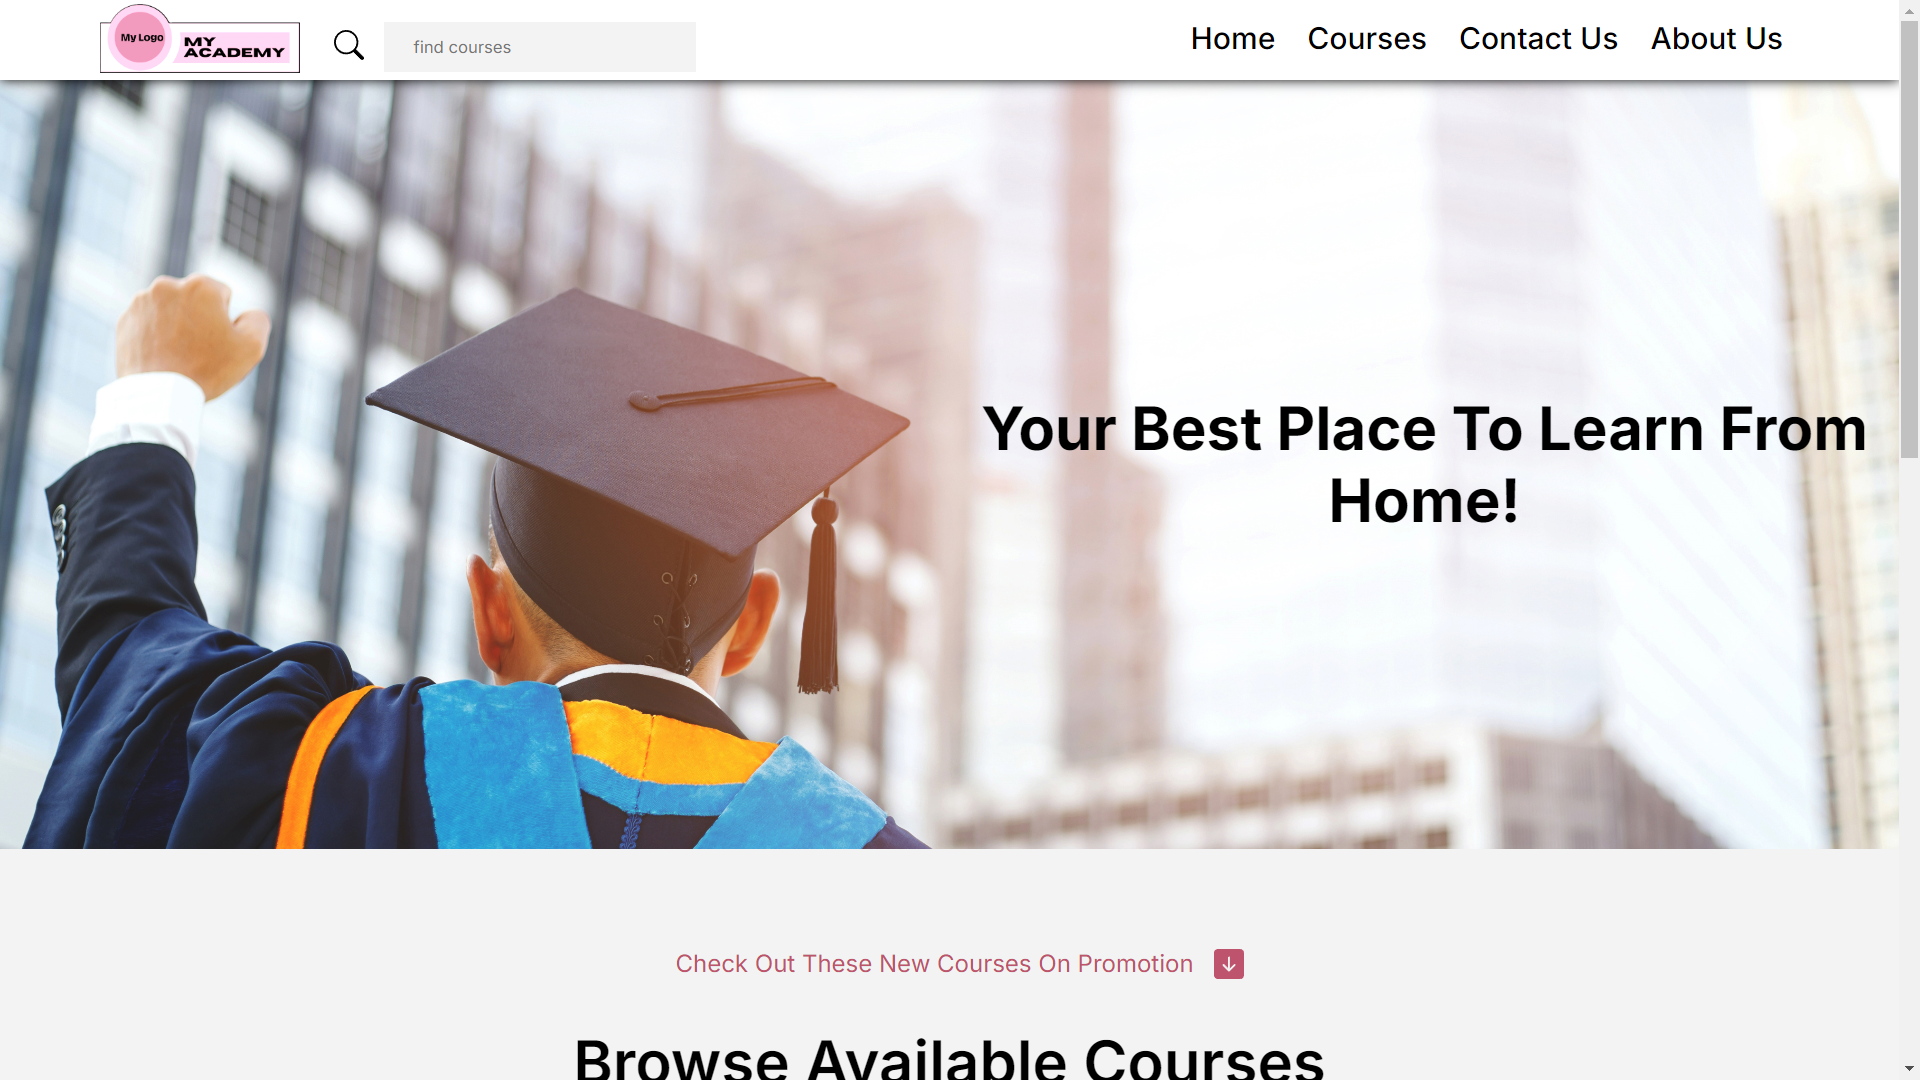 My Logo
MY
ACADEMY
find courses
Home
Courses
Contact Us
About Us
Your Best Place To Learn From
Home!
Check Out These New Courses On Promotion
Browse Available Courses